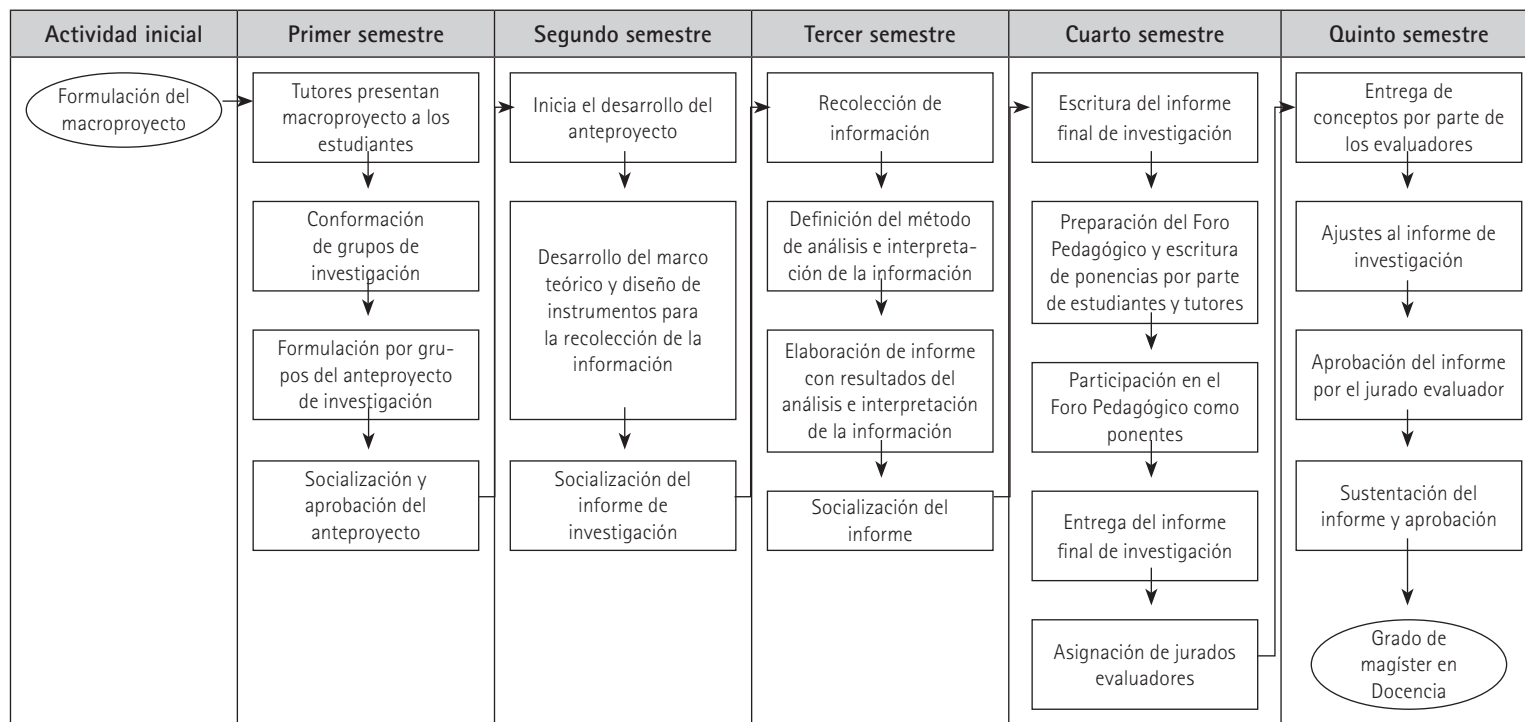 Actividad inicial
Primer semestre
Segundo semestre
Tercer semestre
Cuarto semestre
Quinto semestre
Formulación del
macroproyecto
Tutores presentan
macroproyecto a los
estudiantes
Conformación
de grupos de
investigación
Formulación por gru-
pos del anteproyecto
de investigación
Socialización y
aprobación del
anteproyecto
Inicia el desarrollo del
anteproyecto
Desarrollo del marco
teórico y diseño de
instrumentos para
la recolección de la
información
Socialización del
informe de
investigación
Recolección de
información
Definición del método
de análisis e interpreta-
ción de la información
Elaboración de informe
con resultados del
análisis e interpretación
de la información
Socialización del
informe
Escritura del informe
final de investigación
Preparación del Foro
Pedagógico y escritura
de ponencias por parte
de estudiantes y tutores
Participación en el
Foro Pedagógico como
ponentes
Entrega del informe
final de investigación
Asignación de jurados
evaluadores
Entrega de
conceptos por parte de
los evaluadores
Ajustes al informe de
investigación
Aprobación del informe
por el jurado evaluador
Sustentación del
informe y aprobación
Grado de
magíster en
Docencia